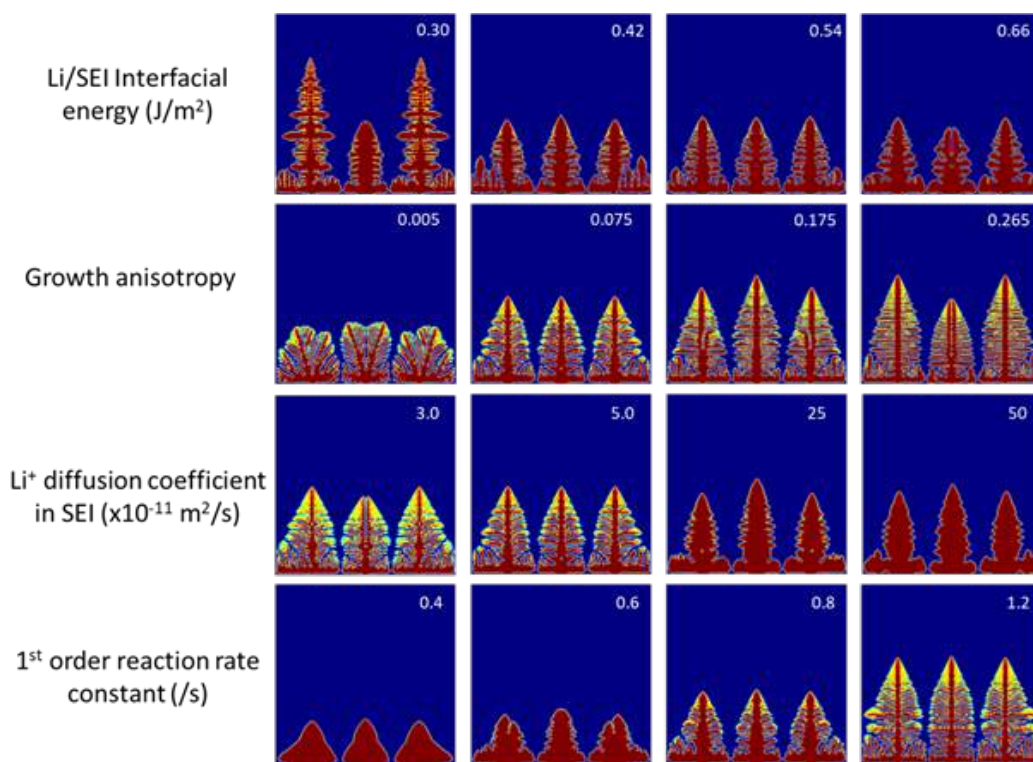 0.30 0.42 0.54 0.66
Li/SEI Interfacial
energy (J/m²)
0.005 0.075 0.175 0.265
Growth anisotropy
3.0 5.0 25 50
Li⁺ diffusion coefficient
in SEI (x10⁻¹¹ m²/s)
0.4 0.6 0.8 1.2
1ˢᵗ order reaction rate
constant (/s)